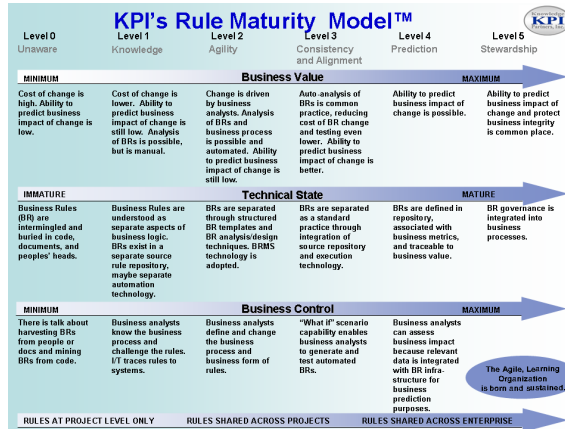 KPI's Rule Maturity Model™
Knowledge
KPI
Partners, Inc.
Level 0 Level 1 Level 2 Level 3 Level 4 Level 5
Unaware Knowledge Agility Consistency and Alignment Prediction Stewardship
MINIMUM Business Value MAXIMUM
Cost of change is
high. Ability to
predict business
impact of change is
low.
Cost of change is
lower. Ability to
predict business
impact of change is
still low. Analysis
of BRs is possible,
but is manual.
Change is driven
by business
analysts. Analysis
of BRs and
business process
is possible and
automated. Ability
to predict business
impact of change is
still low.
Auto-analysis of
BRs is common
practice, reducing
cost of BR change
and testing even
lower. Ability to
predict business
impact of change is
better.
Ability to predict
business impact of
change is possible.
Ability to predict
business impact of
change and protect
business integrity
is common place.
IMMATURE Technical State MATURE
Business Rules
(BR) are
intermingled and
buried in code,
documents, and
peoples' heads.
Business Rules are
understood as
separate aspects of
business logic.
BRs exist in a
separate source
rule repository,
maybe separate
automation
technology.
BRs are separated
through structured
BR templates and
BR analysis/design
techniques. BRMS
technology is
adopted.
BRs are separated
as a standard
practice through
integration of
source repository
and execution
technology.
BRs are defined in
repository,
associated with
business metrics,
and traceable to
business value.
BR governance is
integrated into
business
processes.
MINIMUM Business Control MAXIMUM
There is talk about
harvesting BRs
from people or
docs and mining
BRs from code.
Business analysts
know the business
process and
challenge the rules.
I/T traces rules to
systems.
Business analysts
define and change
the business
process and
business form of
rules.
“What if” scenario
capability enables
business analysts
to generate and
test automated
BRs.
Business analysts
can assess
business impact
because relevant
data is integrated
with BR infra-
structure for
business
prediction
purposes.
The Agile, Learning
Organization
is born and sustained.
RULES AT PROJECT LEVEL ONLY RULES SHARED ACROSS PROJECTS RULES SHARED ACROSS ENTERPRISE